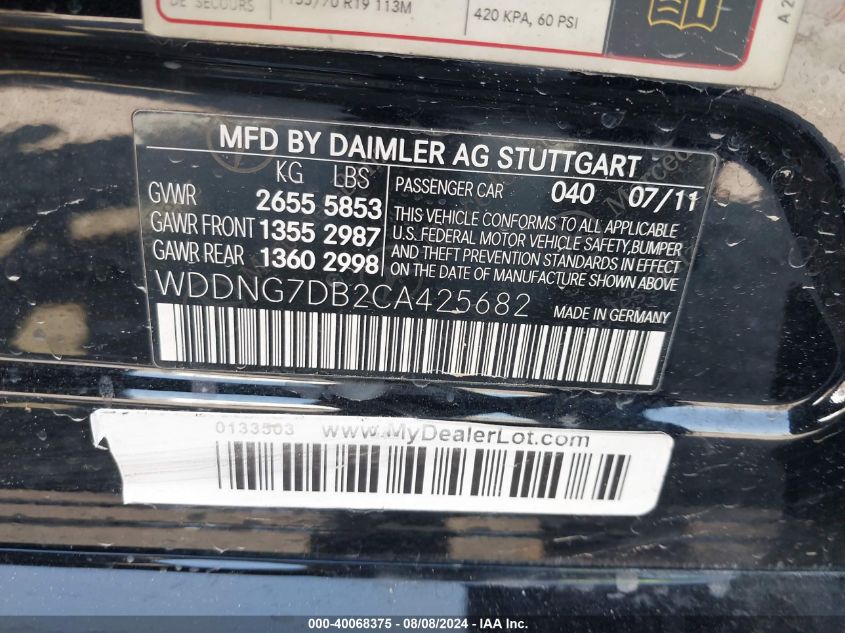 DE SECOURS
T155/70 R19 113M
420 KPA, 60 PSI
MFD BY DAIMLER AG STUTTGART
KG LBS
GVWR 2655 5853
GAWR FRONT 1355 2987
GAWR REAR 1360 2998
PASSENGER CAR 040 07/11
THIS VEHICLE CONFORMS TO ALL APPLICABLE
U.S. FEDERAL MOTOR VEHICLE SAFETY,BUMPER
AND THEFT PREVENTION STANDARDS IN EFFECT
ON THE DATE OF MANUFACTURE SHOWN ABOVE
WDDNG7DB2CA425682
MADE IN GERMANY
0133503 www.MyDealerLot.com
000-40068375 - 08/08/2024 - IAA Inc.